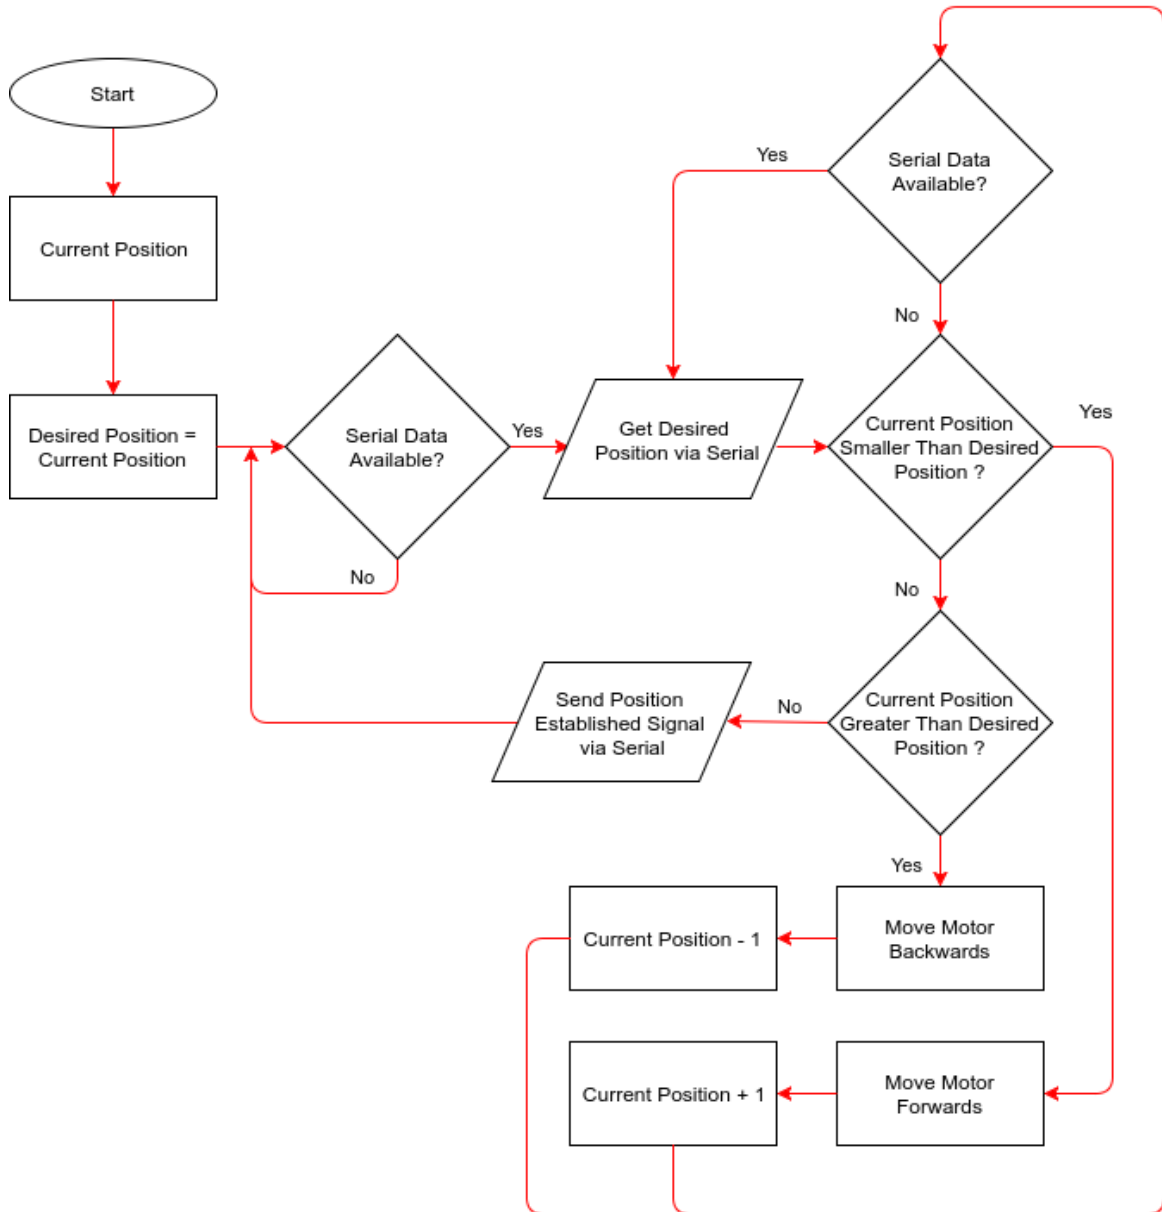 Start
Current Position
Desired Position =
Current Position
Serial Data
Available?
Yes
No
Get Desired
Position via Serial
Yes
Serial Data
Available?
No
Current Position
Smaller Than Desired
Position ?
Yes
No
Current Position
Greater Than Desired
Position ?
No
Send Position
Established Signal
via Serial
Yes
Move Motor
Backwards
Current Position - 1
Move Motor
Forwards
Current Position + 1